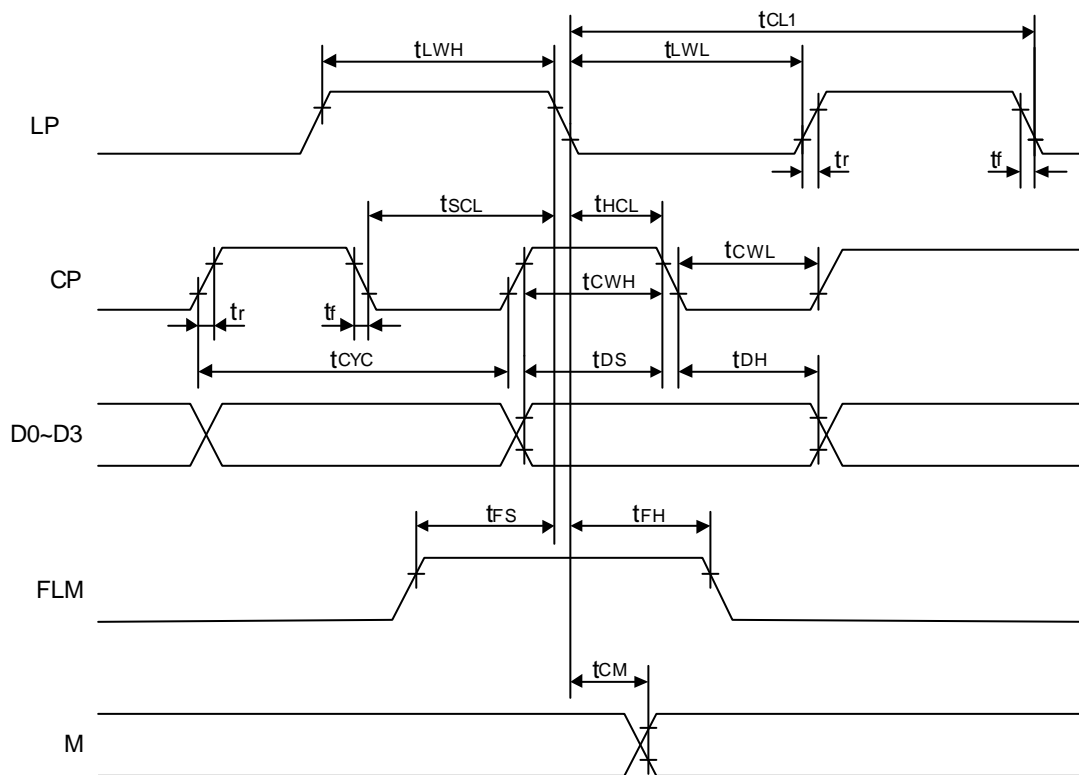 tCL1
tLWH tLWL
LP
tr tf
tSCL tHCL
CP tCWL
tCWH
tr tf
tCYC tDS tDH
D0~D3
tFS tFH
FLM
tCM
M